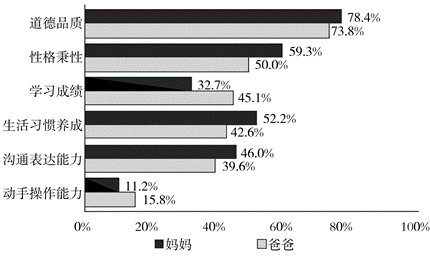 道德品质 78.4%
73.8%
性格秉性 59.3%
50.0%
学习成绩 32.7%
45.1%
生活习惯养成 52.2%
42.6%
沟通表达能力 46.0%
39.6%
动手操作能力 11.2%
15.8%
0% 20% 40% 60% 80% 100%
妈妈 爸爸